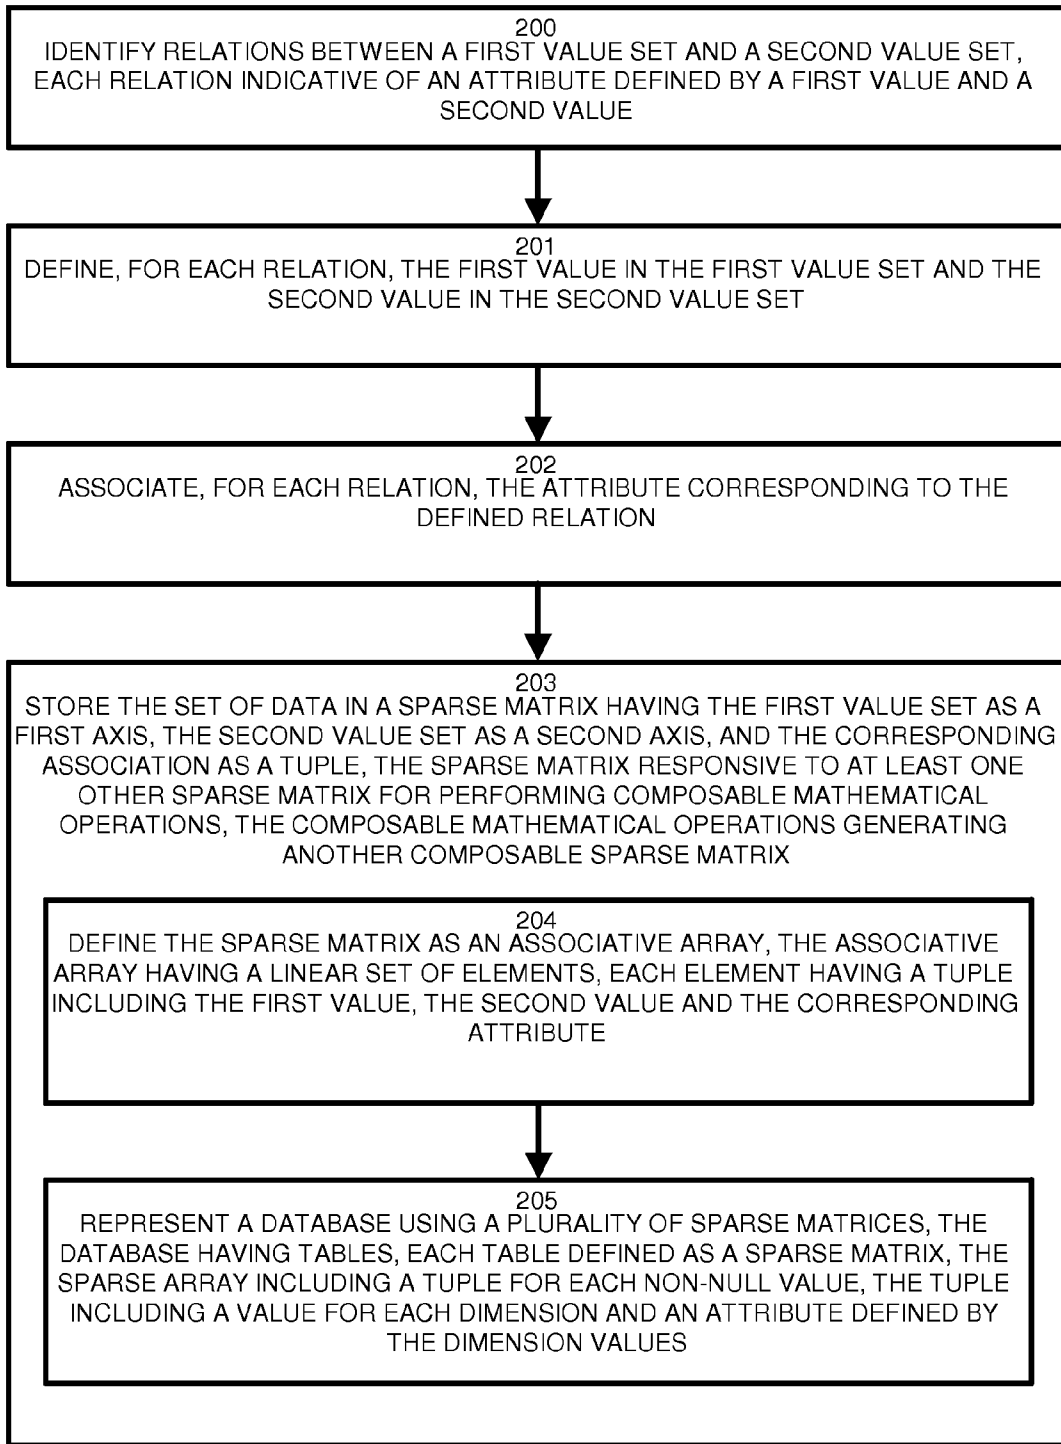 200
IDENTIFY RELATIONS BETWEEN A FIRST VALUE SET AND A SECOND VALUE SET,
EACH RELATION INDICATIVE OF AN ATTRIBUTE DEFINED BY A FIRST VALUE AND A
SECOND VALUE
201
DEFINE, FOR EACH RELATION, THE FIRST VALUE IN THE FIRST VALUE SET AND THE
SECOND VALUE IN THE SECOND VALUE SET
202
ASSOCIATE, FOR EACH RELATION, THE ATTRIBUTE CORRESPONDING TO THE
DEFINED RELATION
203
STORE THE SET OF DATA IN A SPARSE MATRIX HAVING THE FIRST VALUE SET AS A
FIRST AXIS, THE SECOND VALUE SET AS A SECOND AXIS, AND THE CORRESPONDING
ASSOCIATION AS A TUPLE, THE SPARSE MATRIX RESPONSIVE TO AT LEAST ONE
OTHER SPARSE MATRIX FOR PERFORMING COMPOSABLE MATHEMATICAL
OPERATIONS, THE COMPOSABLE MATHEMATICAL OPERATIONS GENERATING
ANOTHER COMPOSABLE SPARSE MATRIX
204
DEFINE THE SPARSE MATRIX AS AN ASSOCIATIVE ARRAY, THE ASSOCIATIVE
ARRAY HAVING A LINEAR SET OF ELEMENTS, EACH ELEMENT HAVING A TUPLE
INCLUDING THE FIRST VALUE, THE SECOND VALUE AND THE CORRESPONDING
ATTRIBUTE
205
REPRESENT A DATABASE USING A PLURALITY OF SPARSE MATRICES, THE
DATABASE HAVING TABLES, EACH TABLE DEFINED AS A SPARSE MATRIX, THE
SPARSE ARRAY INCLUDING A TUPLE FOR EACH NON-NULL VALUE, THE TUPLE
INCLUDING A VALUE FOR EACH DIMENSION AND AN ATTRIBUTE DEFINED BY
THE DIMENSION VALUES